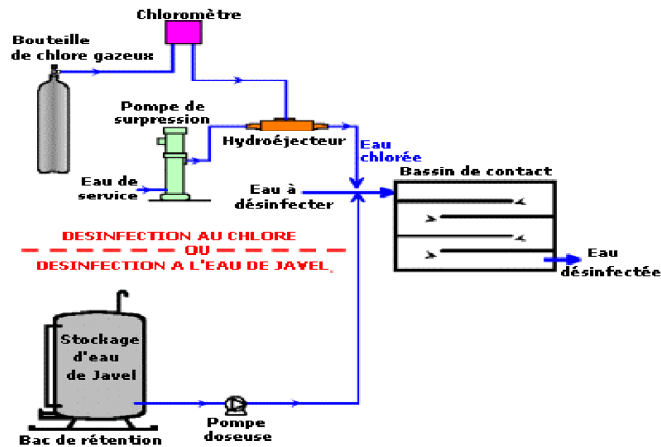 Chloromètre
Bouteille
de chlore gazeux
Pompe de
surpression
Hydroéjecteur
Eau
chlorée
Bassin de contact
Eau de
service
Eau à
désinfecter
DESINFECTION AU CHLORE
OU
DESINFECTION A L'EAU DE JAVEL
Eau
désinfectée
Stockage
d'eau
de Javel
Bac de rétention
Pompe
doseuse